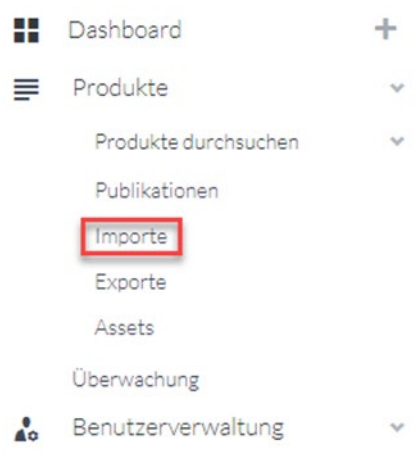 Dashboard
Produkte
Produkte durchsuchen
Publikationen
Importe
Exporte
Assets
Überwachung
Benutzerverwaltung